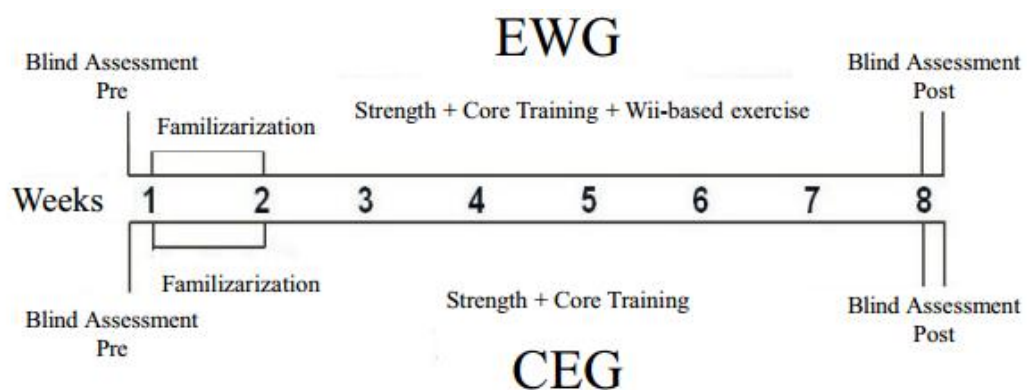 EWG
Blind Assessment
Pre
Blind Assessment
Post
Strength + Core Training + Wii-based exercise
Familizarization
Weeks 1 2 3 4 5 6 7 8
Familizarization
Strength + Core Training
Blind Assessment
Pre
Blind Assessment
Post
CEG